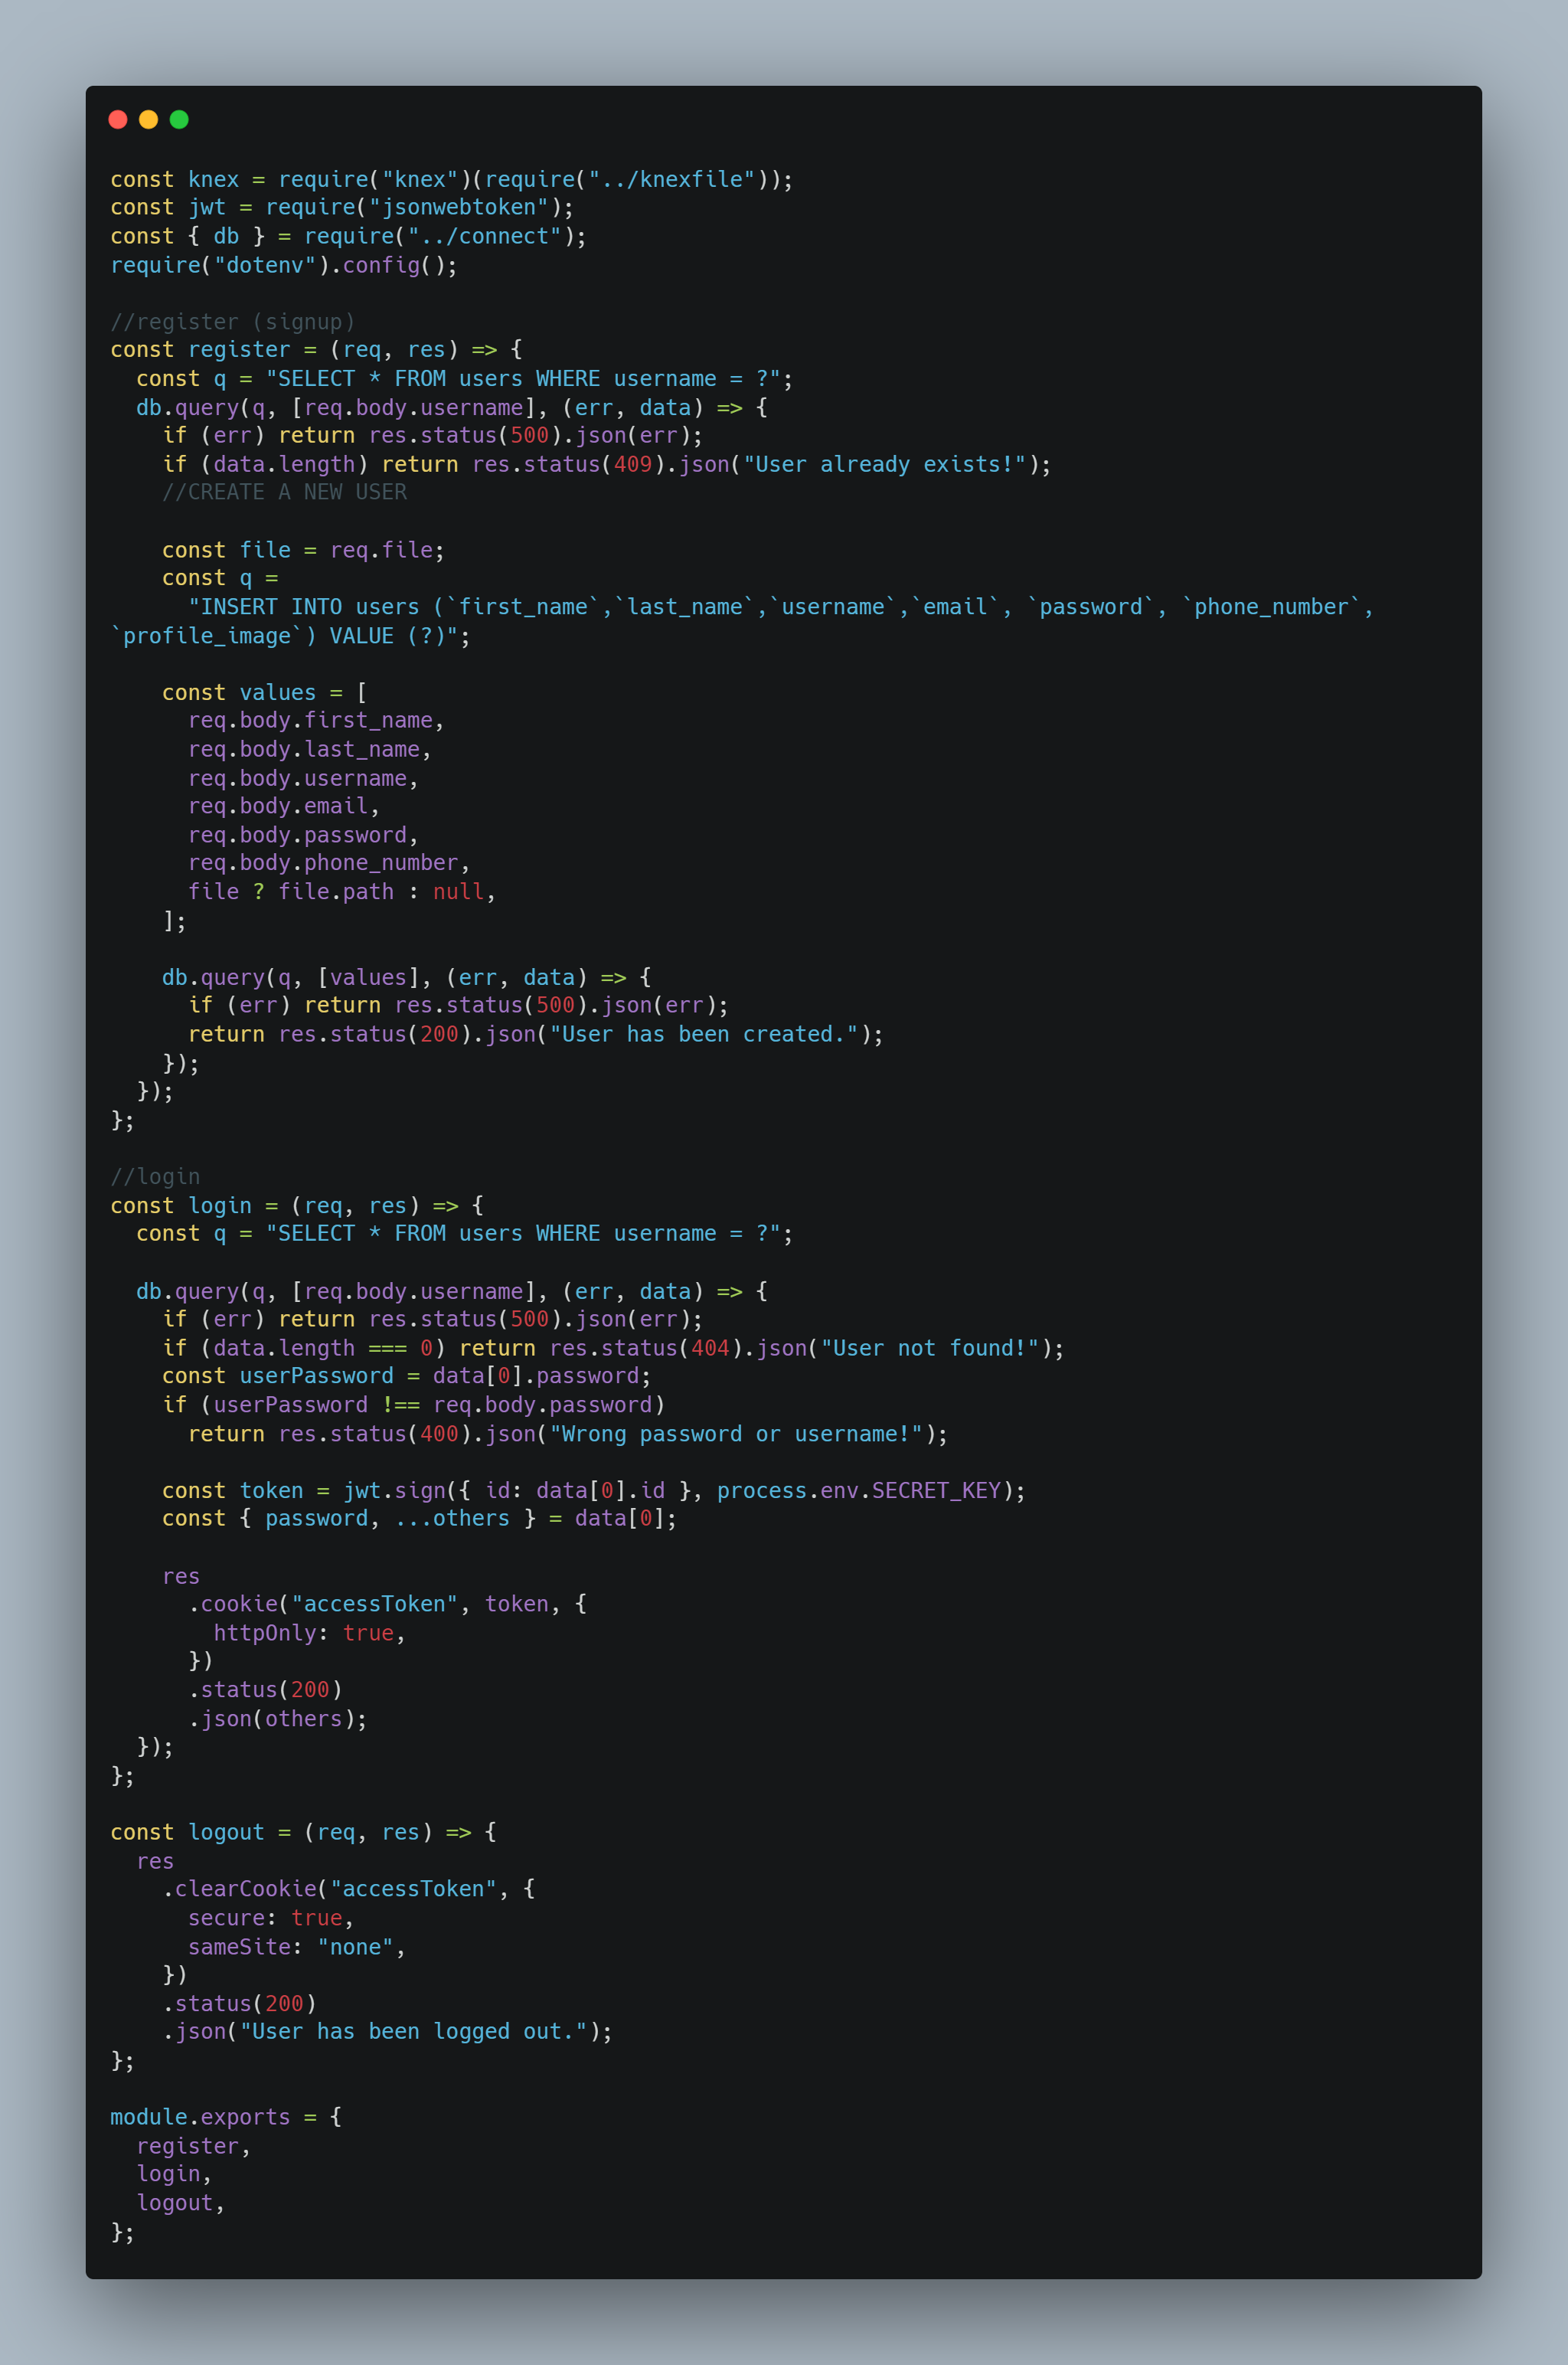 const knex = require("knex")(require("../knexfile"));
const jwt = require("jsonwebtoken");
const { db } = require("../connect");
require("dotenv").config();

//register (signup)
const register = (req, res) => {
  const q = "SELECT * FROM users WHERE username = ?";
  db.query(q, [req.body.username], (err, data) => {
    if (err) return res.status(500).json(err);
    if (data.length) return res.status(409).json("User already exists!");
    //CREATE A NEW USER

    const file = req.file;
    const q =
      "INSERT INTO users (`first_name`,`last_name`,`username`,`email`, `password`, `phone_number`,
`profile_image`) VALUE (?)";

    const values = [
      req.body.first_name,
      req.body.last_name,
      req.body.username,
      req.body.email,
      req.body.password,
      req.body.phone_number,
      file ? file.path : null,
    ];

    db.query(q, [values], (err, data) => {
      if (err) return res.status(500).json(err);
      return res.status(200).json("User has been created.");
    });
  });
};

//login
const login = (req, res) => {
  const q = "SELECT * FROM users WHERE username = ?";

  db.query(q, [req.body.username], (err, data) => {
    if (err) return res.status(500).json(err);
    if (data.length === 0) return res.status(404).json("User not found!");
    const userPassword = data[0].password;
    if (userPassword !== req.body.password)
      return res.status(400).json("Wrong password or username!");

    const token = jwt.sign({ id: data[0].id }, process.env.SECRET_KEY);
    const { password, ...others } = data[0];

    res
      .cookie("accessToken", token, {
        httpOnly: true,
      })
      .status(200)
      .json(others);
  });
};

const logout = (req, res) => {
  res
    .clearCookie("accessToken", {
      secure: true,
      sameSite: "none",
    })
    .status(200)
    .json("User has been logged out.");
};

module.exports = {
  register,
  login,
  logout,
};